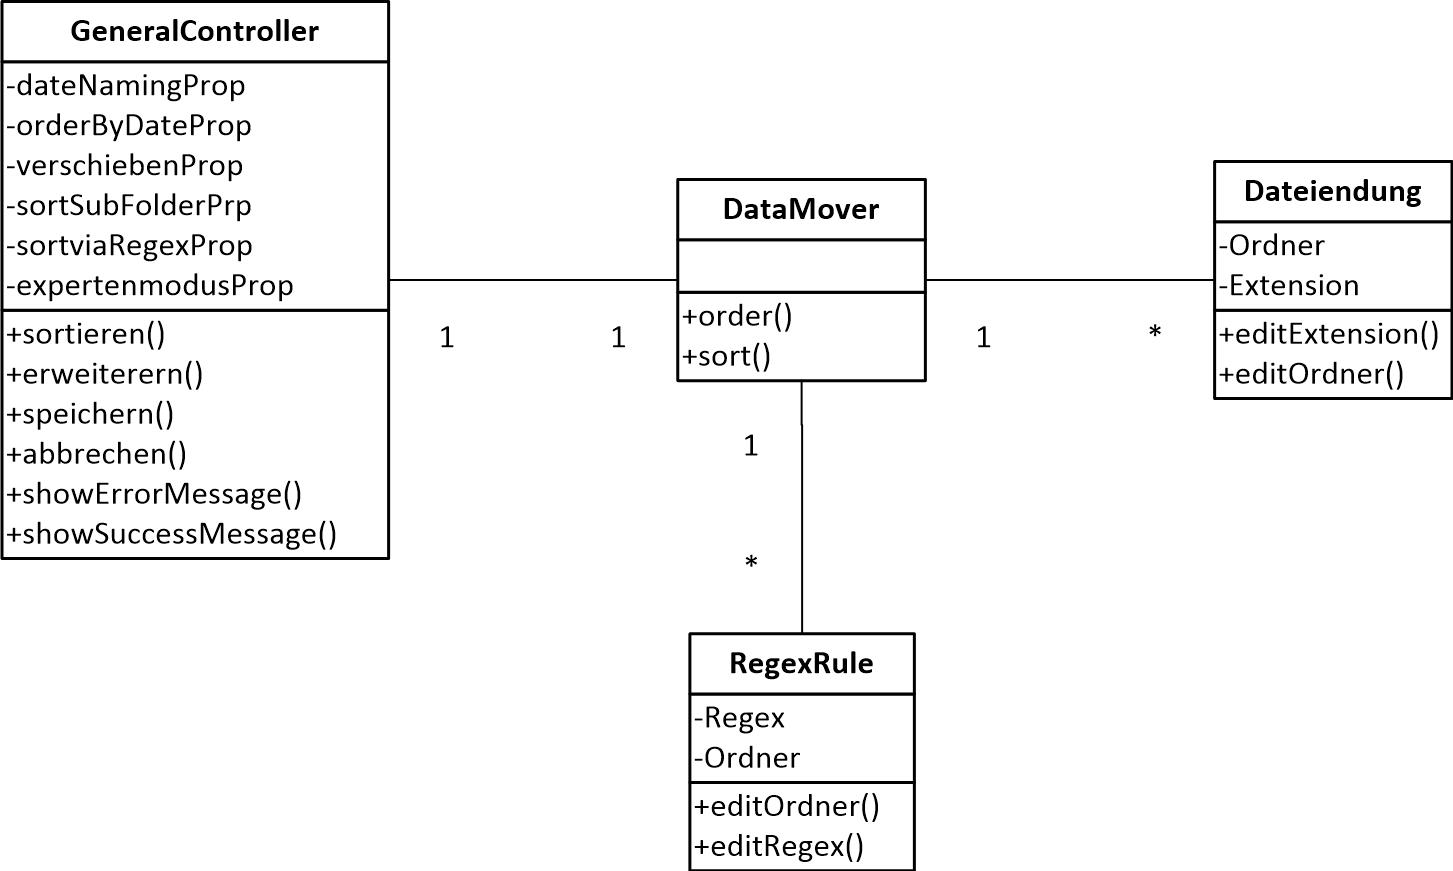 GeneralController
-dateNamingProp
-orderByDateProp
-verschiebenProp
-sortSubFolderPrp
-sortviaRegexProp
-expertenmodusProp
+sortieren()
+erweiterern()
+speichern()
+abbrechen()
+showErrorMessage()
+showSuccessMessage()
1
1
DataMover
+order()
+sort()
1
*
Dateiendung
-Ordner
-Extension
+editExtension()
+editOrdner()
1
*
RegexRule
-Regex
-Ordner
+editOrdner()
+editRegex()